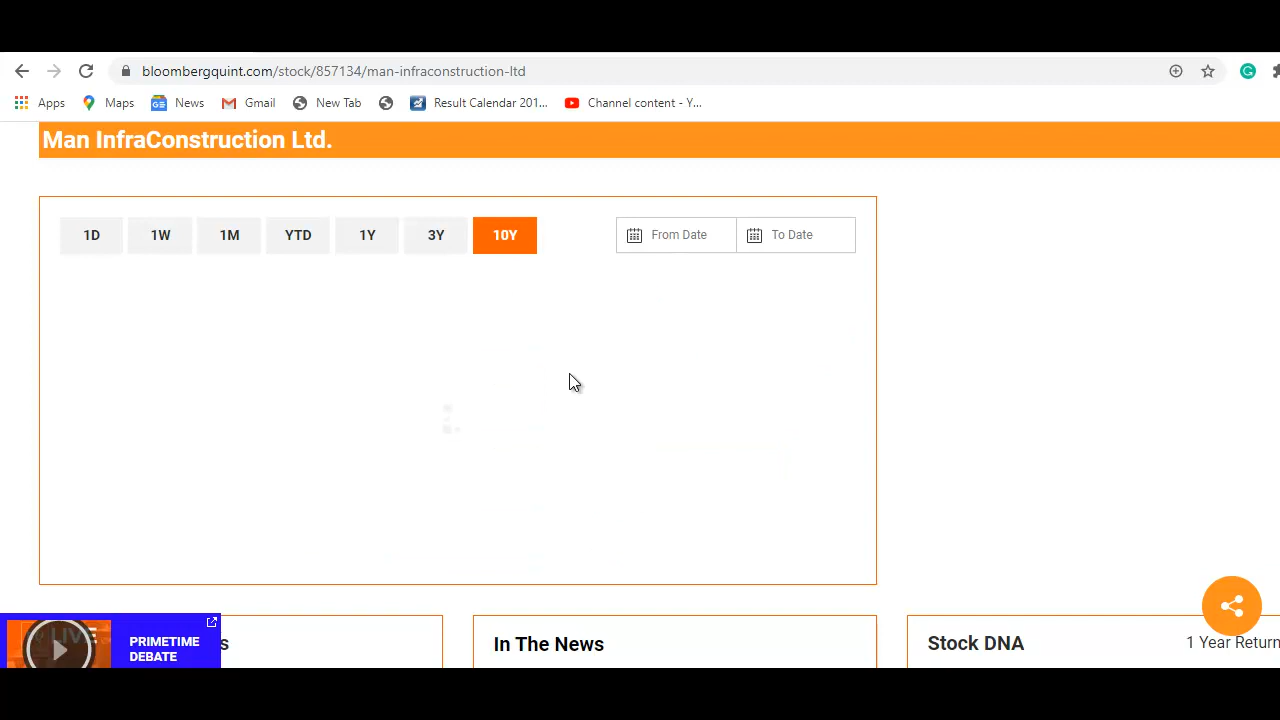 bloombergquint.com/stock/857134/man-infraconstruction-ltd
Apps Maps News Gmail New Tab Result Calendar 201... Channel content - Y...
Man InfraConstruction Ltd.
1D 1W 1M YTD 1Y 3Y 10Y From Date To Date
LIVE PRIMETIME
DEBATE
s
In The News
Stock DNA
1 Year Return